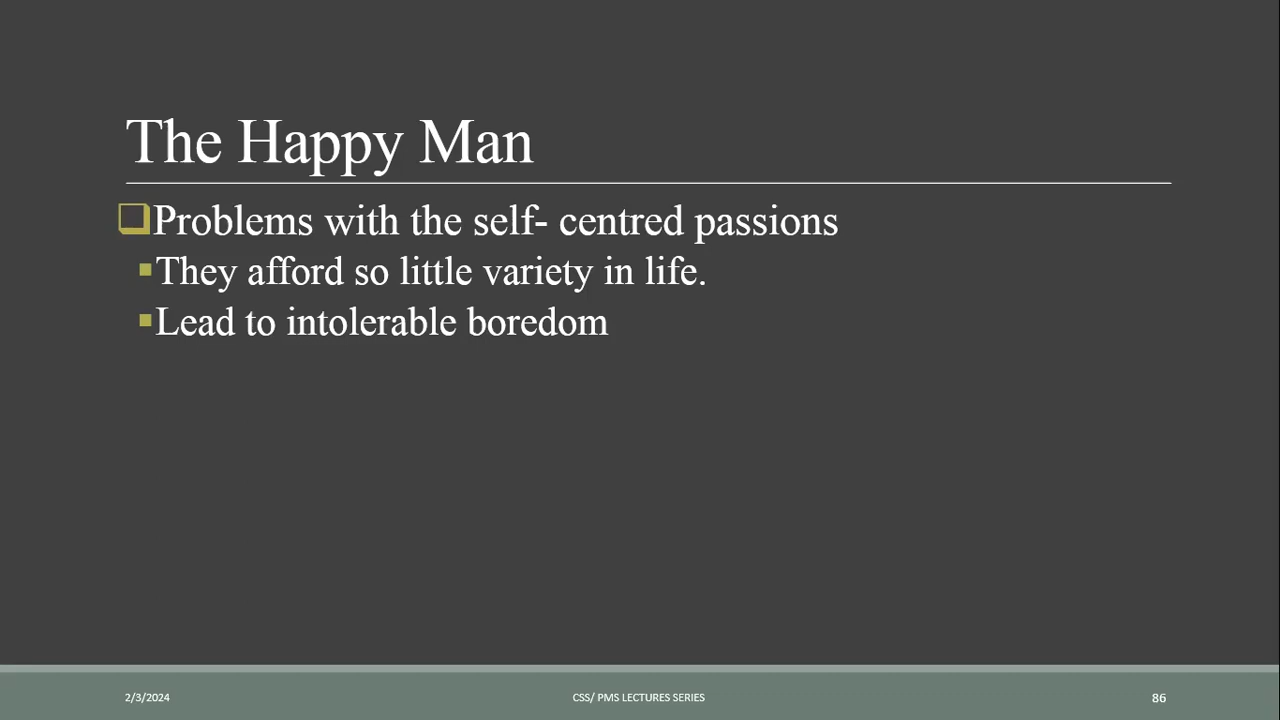 The Happy Man
Problems with the self- centred passions
They afford so little variety in life.
Lead to intolerable boredom
2/3/2024
CSS/ PMS LECTURES SERIES
86